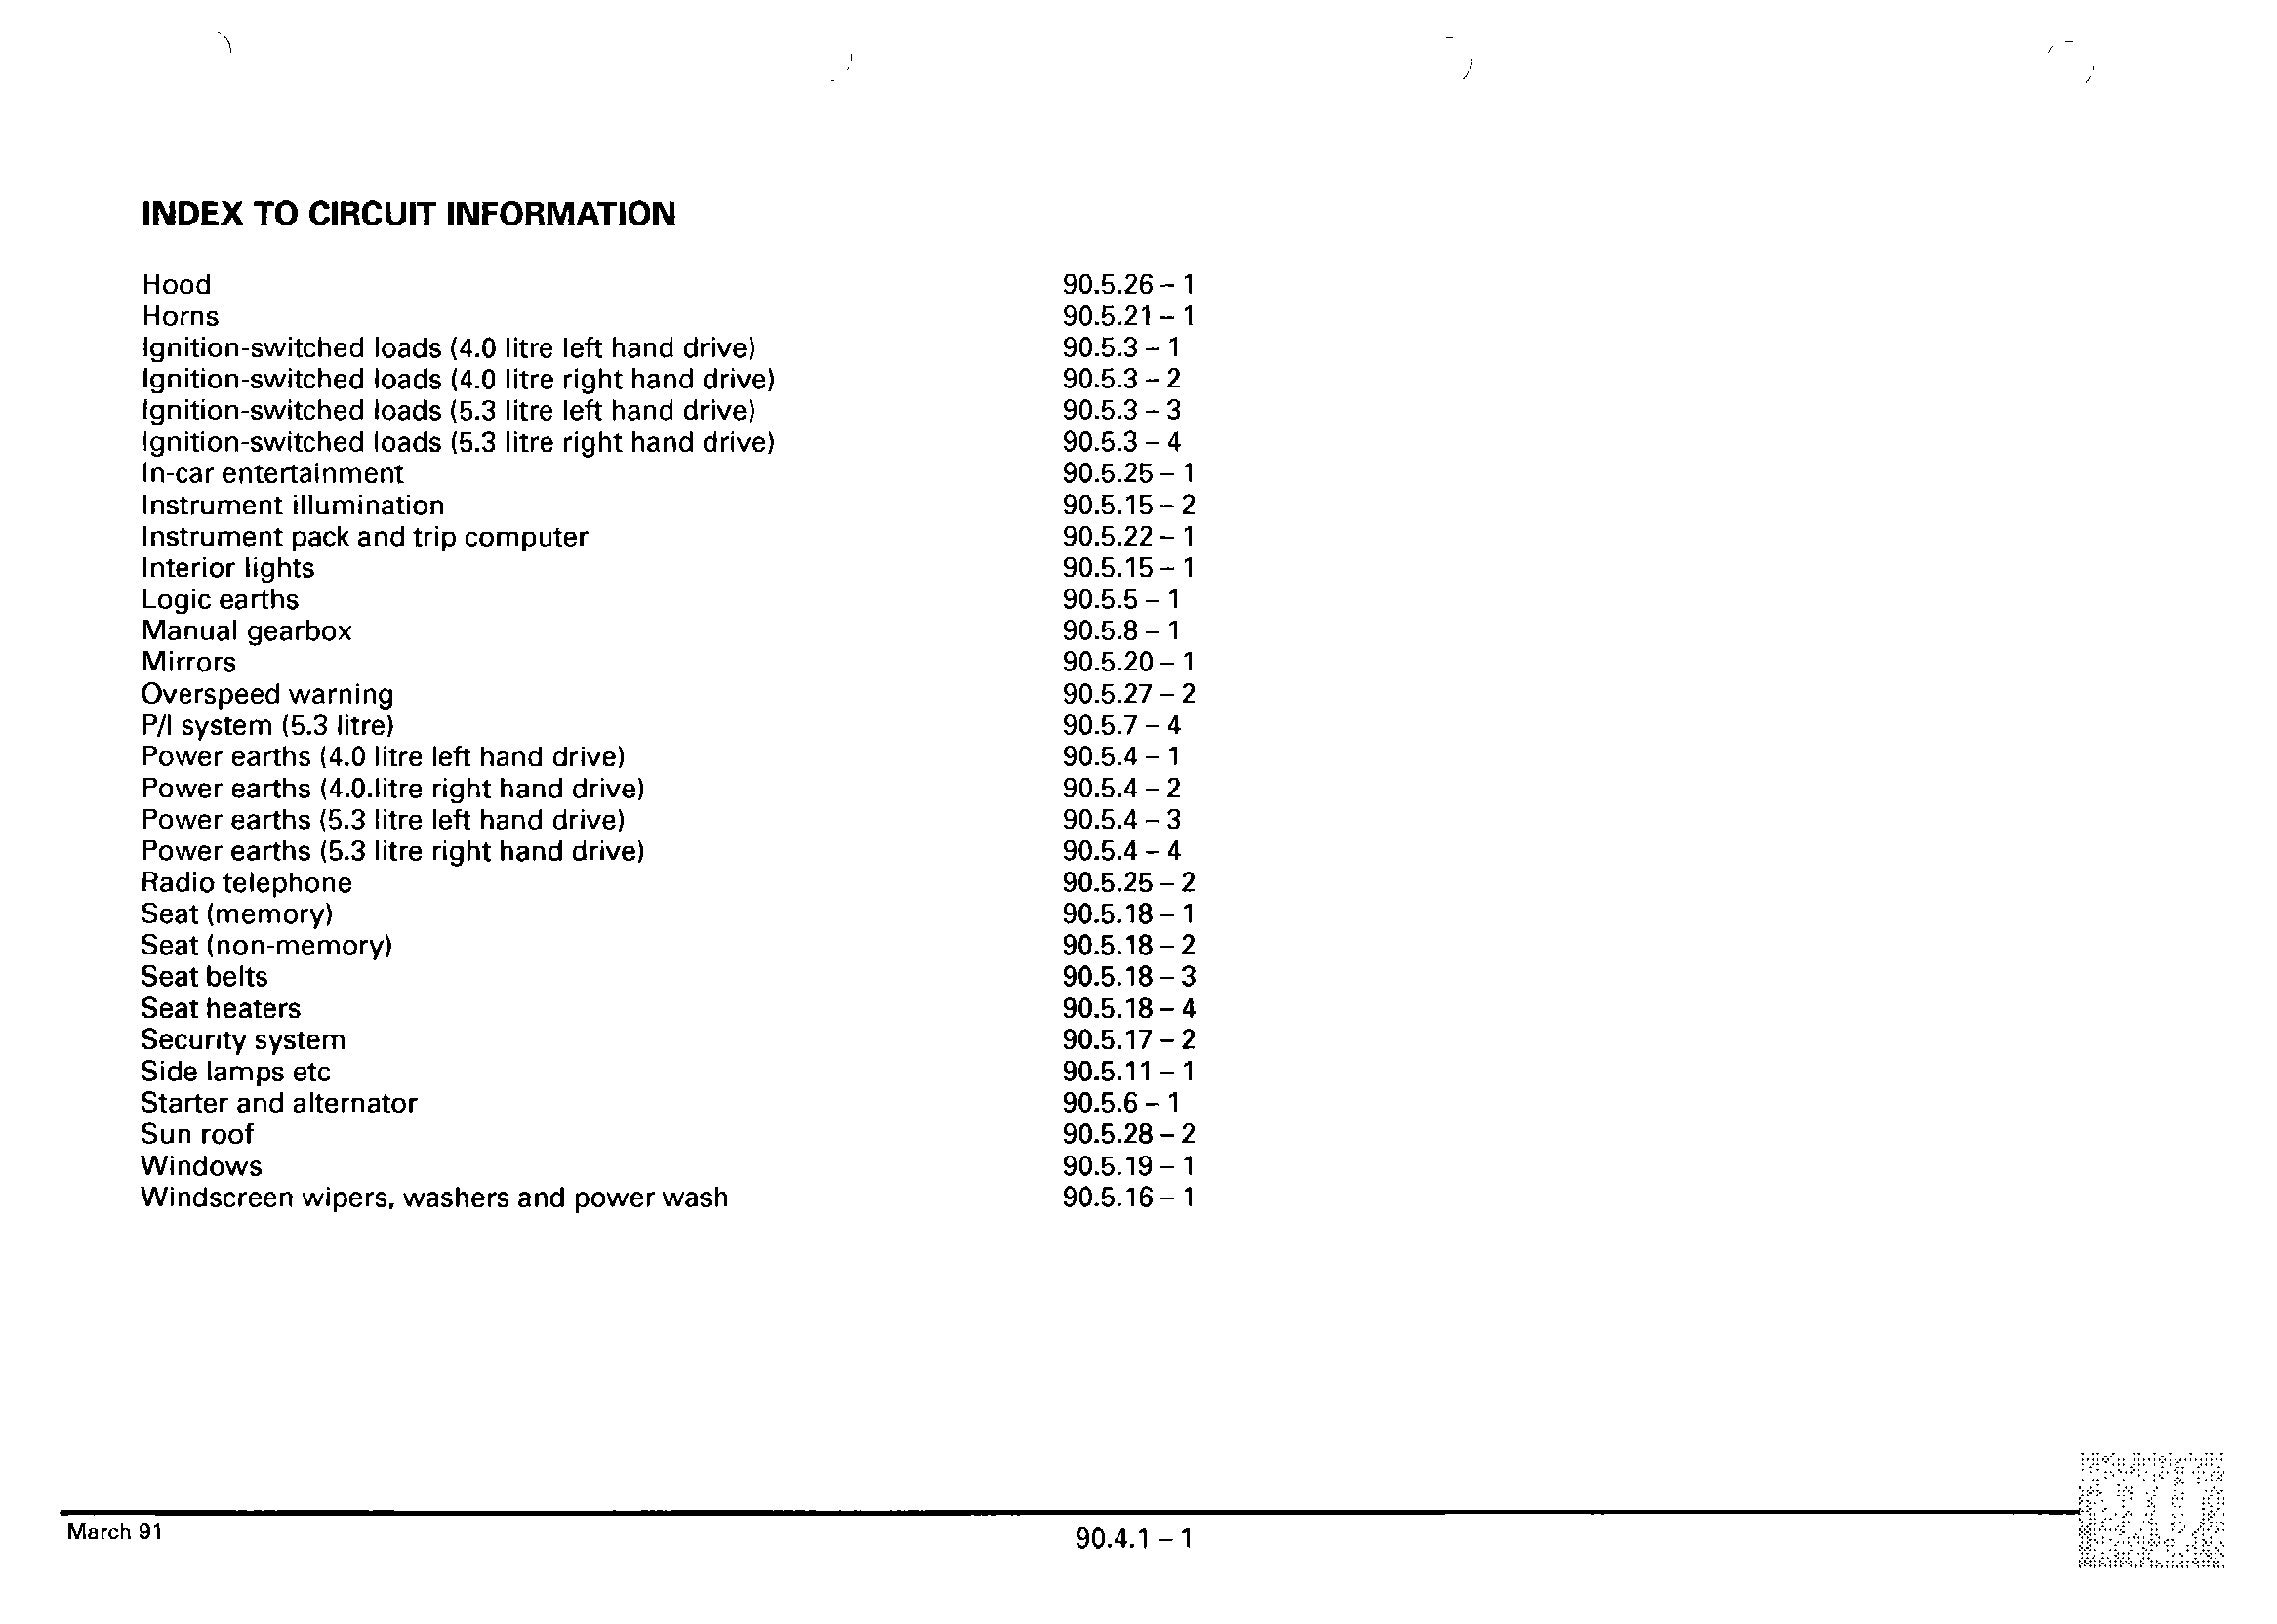 INDEX TO CIRCUIT INFORMATION
Hood 90.5.26 – 1
Horns 90.5.21 – 1
Ignition-switched loads (4.0 litre left hand drive) 90.5.3 – 1
Ignition-switched loads (4.0 litre right hand drive) 90.5.3 – 2
Ignition-switched loads (5.3 litre left hand drive) 90.5.3 – 3
Ignition-switched loads (5.3 litre right hand drive) 90.5.3 – 4
In-car entertainment 90.5.25 – 1
Instrument illumination 90.5.15 – 2
Instrument pack and trip computer 90.5.22 – 1
Interior lights 90.5.15 – 1
Logic earths 90.5.5 – 1
Manual gearbox 90.5.8 – 1
Mirrors 90.5.20 – 1
Overspeed warning 90.5.27 – 2
P/I system (5.3 litre) 90.5.7 – 4
Power earths (4.0 litre left hand drive) 90.5.4 – 1
Power earths (4.0.litre right hand drive) 90.5.4 – 2
Power earths (5.3 litre left hand drive) 90.5.4 – 3
Power earths (5.3 litre right hand drive) 90.5.4 – 4
Radio telephone 90.5.25 – 2
Seat (memory) 90.5.18 – 1
Seat (non-memory) 90.5.18 – 2
Seat belts 90.5.18 – 3
Seat heaters 90.5.18 – 4
Security system 90.5.17 – 2
Side lamps etc 90.5.11 – 1
Starter and alternator 90.5.6 – 1
Sun roof 90.5.28 – 2
Windows 90.5.19 – 1
Windscreen wipers, washers and power wash 90.5.16 – 1
March 91
90.4.1 – 1